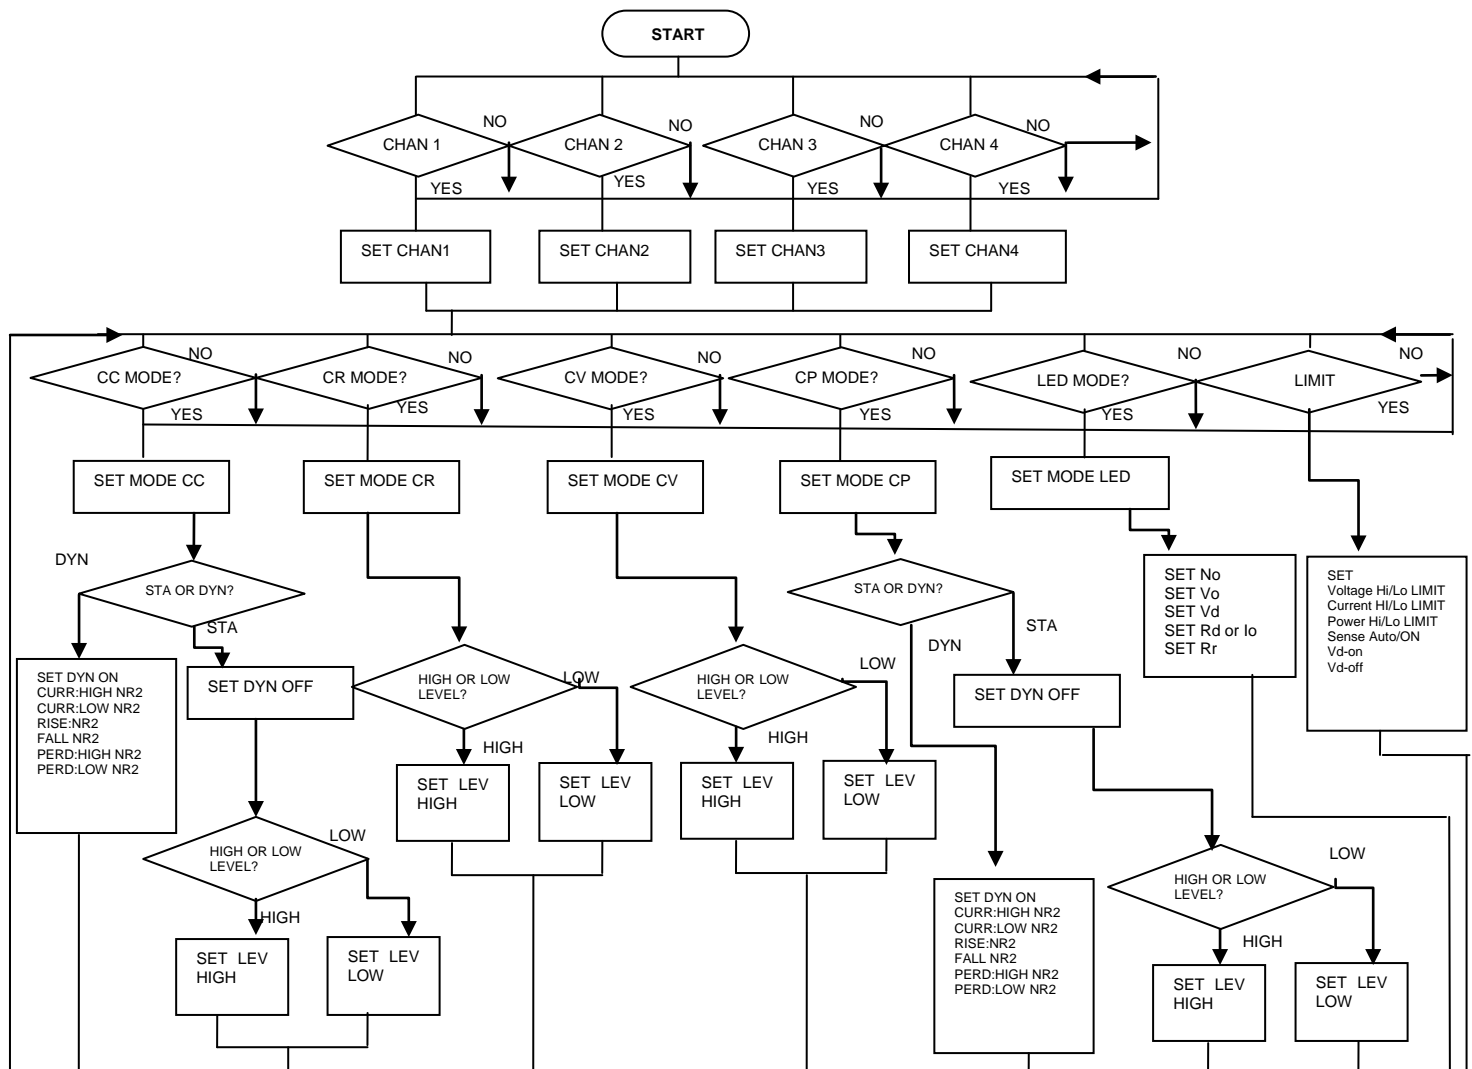 START
NO
NO
NO
NO
CHAN 1
CHAN 2
CHAN 3
CHAN 4
YES
YES
YES
YES
SET CHAN1
SET CHAN2
SET CHAN3
SET CHAN4
NO
NO
NO
NO
NO
NO
CC MODE?
CR MODE?
CV MODE?
CP MODE?
LED MODE?
LIMIT
YES
YES
YES
YES
YES
YES
SET MODE CC
SET MODE CR
SET MODE CV
SET MODE CP
SET MODE LED
DYN
STA OR DYN?
STA
STA OR DYN?
DYN
STA
SET No
SET Vo
SET Vd
SET Rd or Io
SET Rr
SET
Voltage Hi/Lo LIMIT
Current HI/Lo LIMIT
Power Hi/Lo LIMIT
Sense Auto/ON
Vd-on
Vd-off
SET DYN ON
CURR:HIGH NR2
CURR:LOW NR2
RISE:NR2
FALL NR2
PERD:HIGH NR2
PERD:LOW NR2
SET DYN OFF
HIGH OR LOW
LEVEL?
LOW
HIGH
HIGH OR LOW
LEVEL?
LOW
HIGH
SET DYN OFF
SET LEV
HIGH
SET LEV
LOW
SET LEV
HIGH
SET LEV
LOW
HIGH OR LOW
LEVEL?
LOW
HIGH
SET LEV
HIGH
SET LEV
LOW
SET DYN ON
CURR:HIGH NR2
CURR:LOW NR2
RISE:NR2
FALL NR2
PERD:HIGH NR2
PERD:LOW NR2
HIGH OR LOW
LEVEL?
LOW
HIGH
SET LEV
HIGH
SET LEV
LOW